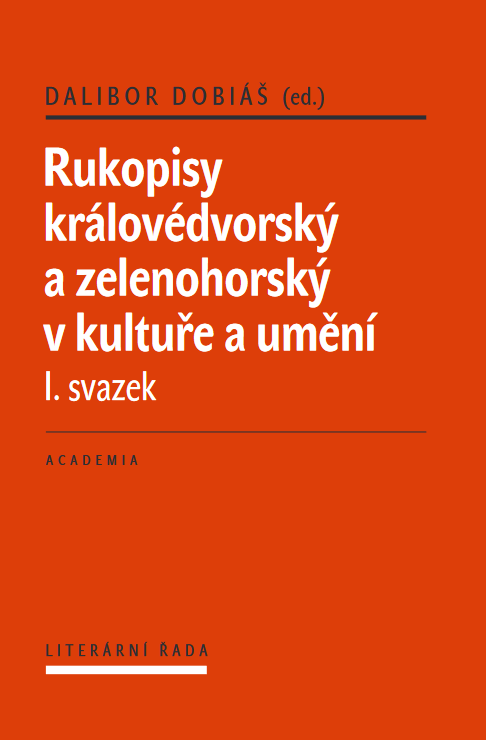 DALIBOR DOBIÁŠ (ed.)
Rukopisy
královédvorský
a zelenohorský
v kultuře a umění
I. svazek
ACADEMIA
LITERÁRNÍ ŘADA